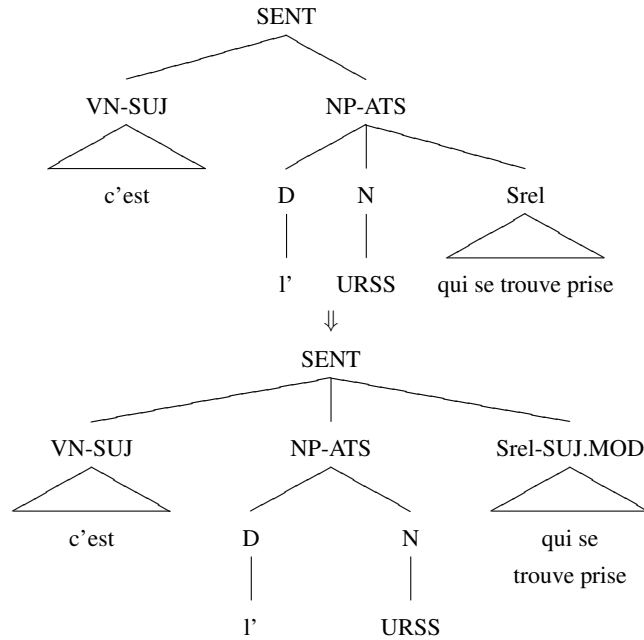 SENT
VN-SUJ NP-ATS
c'est D N Srel
l' URSS qui se trouve prise
⇓
SENT
VN-SUJ NP-ATS Srel-SUJ.MOD
c'est D N qui se
trouve prise
l' URSS